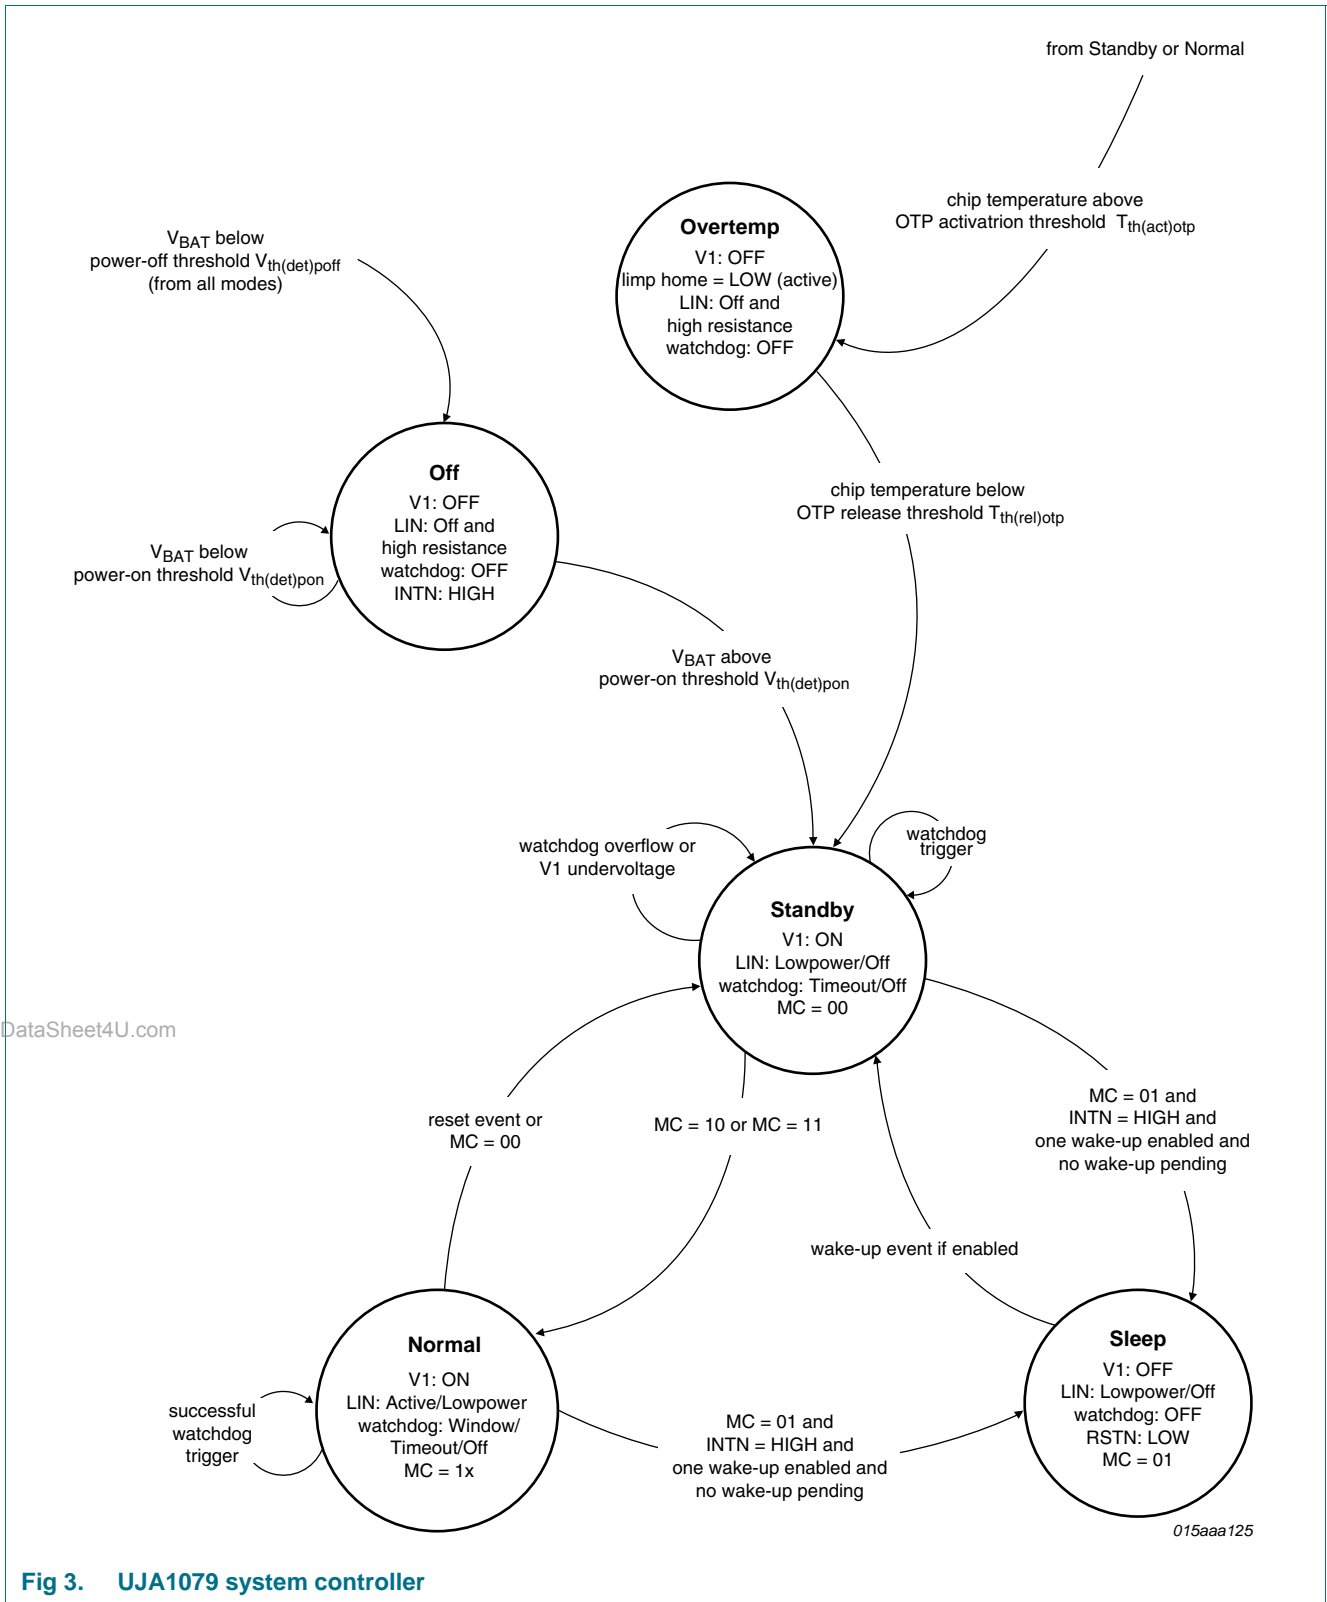 from Standby or Normal
chip temperature above
OTP activatrion threshold Tth(act)otp
Overtemp
V1: OFF
limp home = LOW (active)
LIN: Off and
high resistance
watchdog: OFF
VBAT below
power-off threshold Vth(det)poff
(from all modes)
Off
V1: OFF
LIN: Off and
high resistance
watchdog: OFF
INTN: HIGH
chip temperature below
OTP release threshold Tth(rel)otp
VBAT below
power-on threshold Vth(det)pon
VBAT above
power-on threshold Vth(det)pon
watchdog overflow or
V1 undervoltage
watchdog
trigger
Standby
V1: ON
LIN: Lowpower/Off
watchdog: Timeout/Off
MC = 00
DataSheet4U.com
reset event or
MC = 00
MC = 10 or MC = 11
MC = 01 and
INTN = HIGH and
one wake-up enabled and
no wake-up pending
wake-up event if enabled
Normal
V1: ON
LIN: Active/Lowpower
watchdog: Window/
Timeout/Off
MC = 1x
successful
watchdog
trigger
MC = 01 and
INTN = HIGH and
one wake-up enabled and
no wake-up pending
Sleep
V1: OFF
LIN: Lowpower/Off
watchdog: OFF
RSTN: LOW
MC = 01
015aaa125
Fig 3. UJA1079 system controller